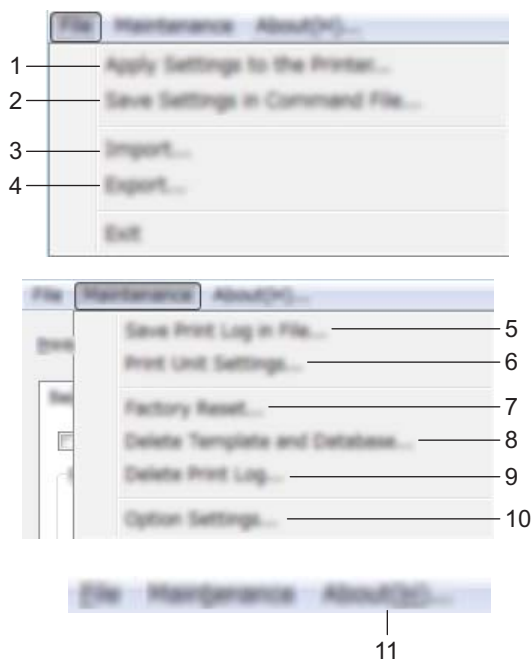 File Maintenance About(H)...
1 Apply Settings to the Printer...
2 Save Settings in Command File...
3 Import...
4 Export...
Exit
File Maintenance About(H)...
Save Print Log in File... 5
Print Unit Settings... 6
Factory Reset... 7
Delete Template and Database... 8
Delete Print Log... 9
Option Settings... 10
File Maintenance About(H)...
11